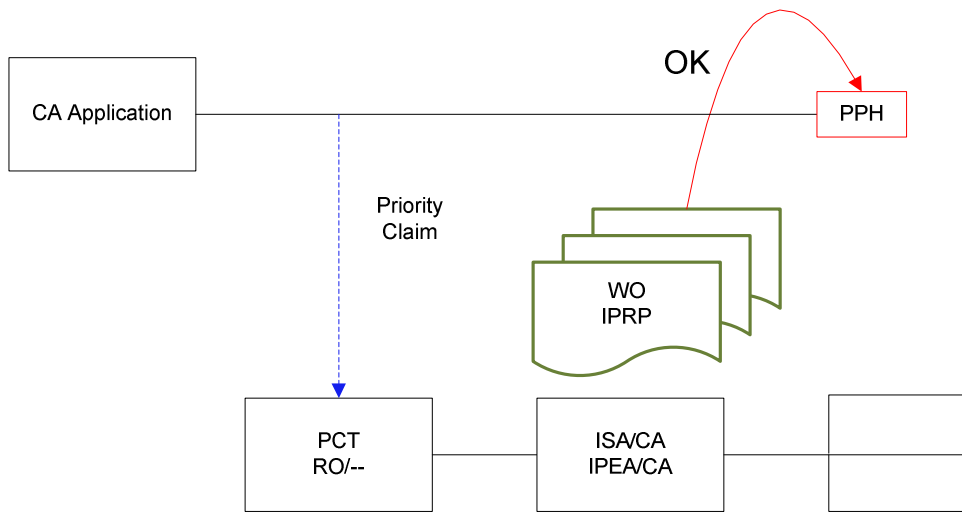 OK
CA Application
PPH
Priority
Claim
WO
IPRP
PCT
RO/--
ISA/CA
IPEA/CA